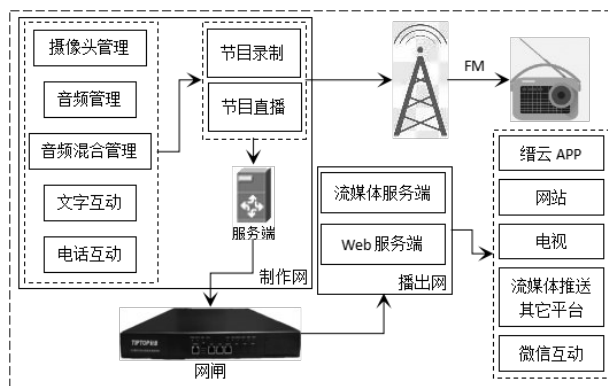 摄像头管理
音频管理
音频混合管理
文字互动
电话互动
节目录制
节目直播
服务端
制作网
FM
流媒体服务端
Web 服务端
播出网
缙云 APP
网站
电视
流媒体推送
其它平台
微信互动
TIPTOP
网闸